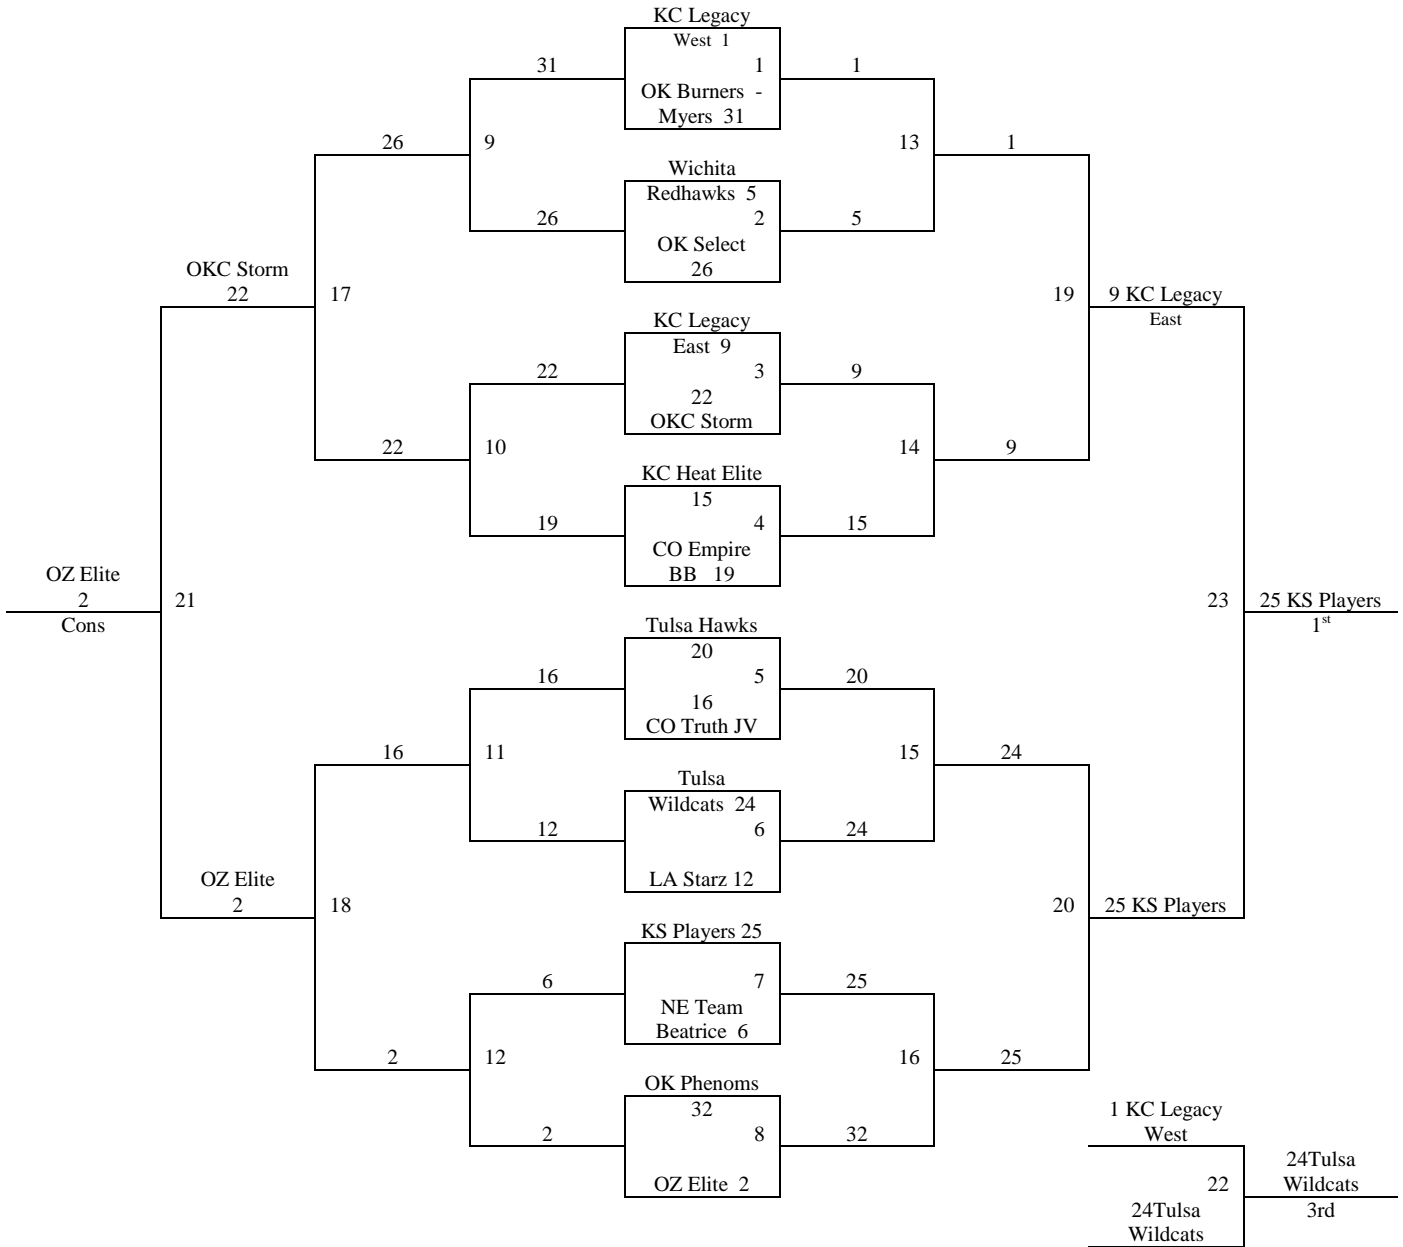 KC Legacy
West 1
31
1
1
OK Burners -
Myers 31
26
9
13
1
Wichita
Redhawks 5
26
2
5
OK Select
26
OKC Storm
22
17
19
9 KC Legacy
East
KC Legacy
East 9
22
3
9
22
OKC Storm
22
10
14
9
KC Heat Elite
15
19
4
15
CO Empire
BB 19
OZ Elite
2
Cons
21
23
25 KS Players
1st
Tulsa Hawks
20
16
5
20
16
CO Truth JV
16
11
15
24
Tulsa
Wildcats 24
12
6
24
LA Starz 12
OZ Elite
2
18
20
25 KS Players
KS Players 25
6
7
25
NE Team
Beatrice 6
2
12
16
25
OK Phenoms
32
2
8
32
OZ Elite 2
1 KC Legacy
West
22
24Tulsa
Wildcats
24Tulsa
Wildcats
3rd